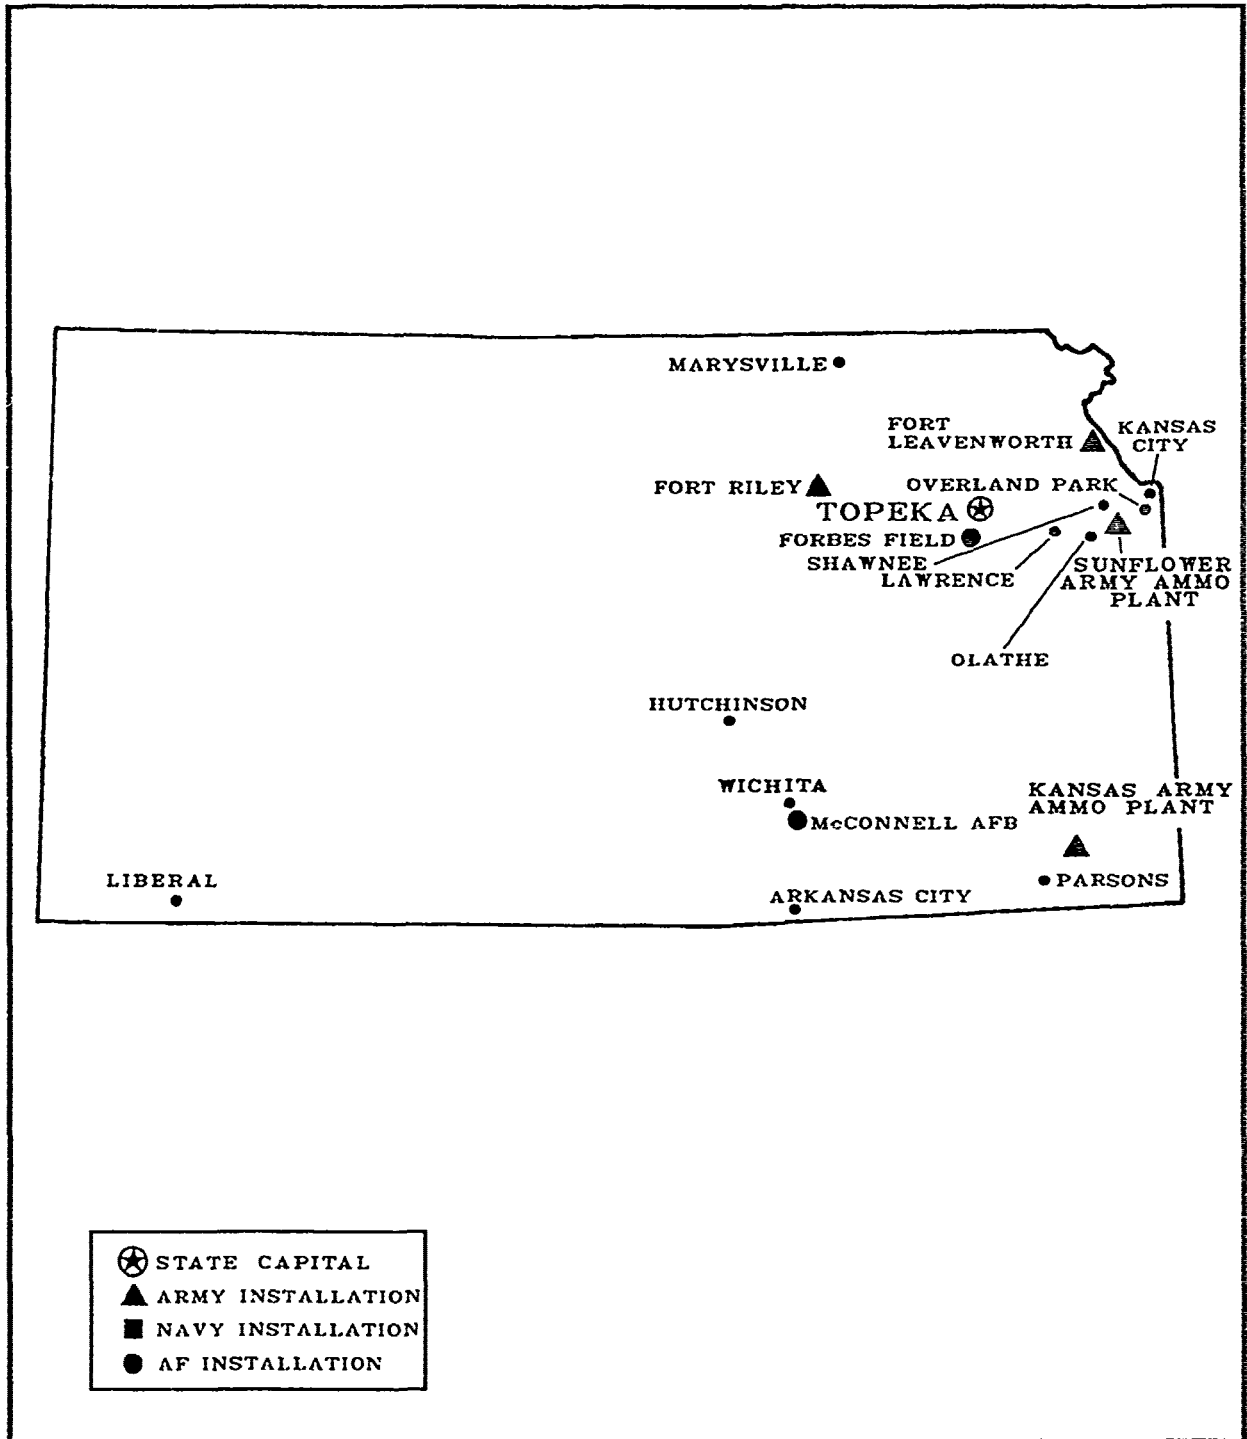 MARYSVILLE
FORT
LEAVENWORTH
KANSAS
CITY
FORT RILEY
OVERLAND PARK
TOPEKA
FORBES FIELD
SHAWNEE
LAWRENCE
SUNFLOWER
ARMY AMMO
PLANT
OLATHE
HUTCHINSON
WICHITA
McCONNELL AFB
KANSAS ARMY
AMMO PLANT
LIBERAL
PARSONS
ARKANSAS CITY
STATE CAPITAL
ARMY INSTALLATION
NAVY INSTALLATION
AF INSTALLATION